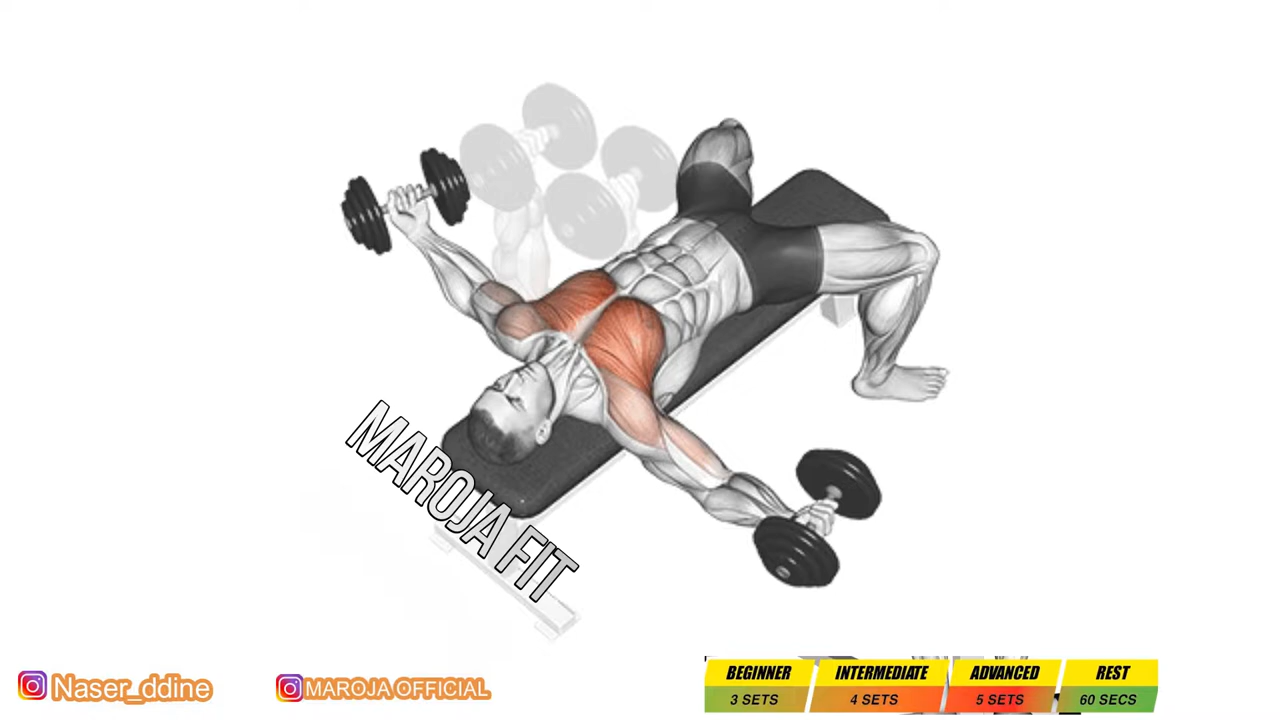 MAROJA FIT
Naser_ddine
MAROJA OFFICIAL
BEGINNER INTERMEDIATE ADVANCED REST
3 SETS 4 SETS 5 SETS 60 SECS